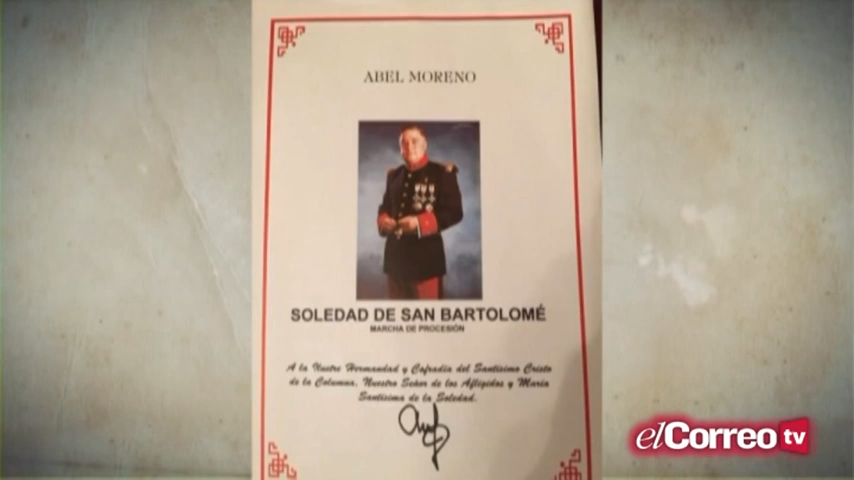 ABEL MORENO
SOLEDAD DE SAN BARTOLOMÉ
MARCHA DE PROCESIÓN
A la Ilustre Hermandad y Cofradía del Santísimo Cristo
de la Columna, Nuestro Señor de los Afligidos y María
Santísima de la Soledad.
elCorreo tv